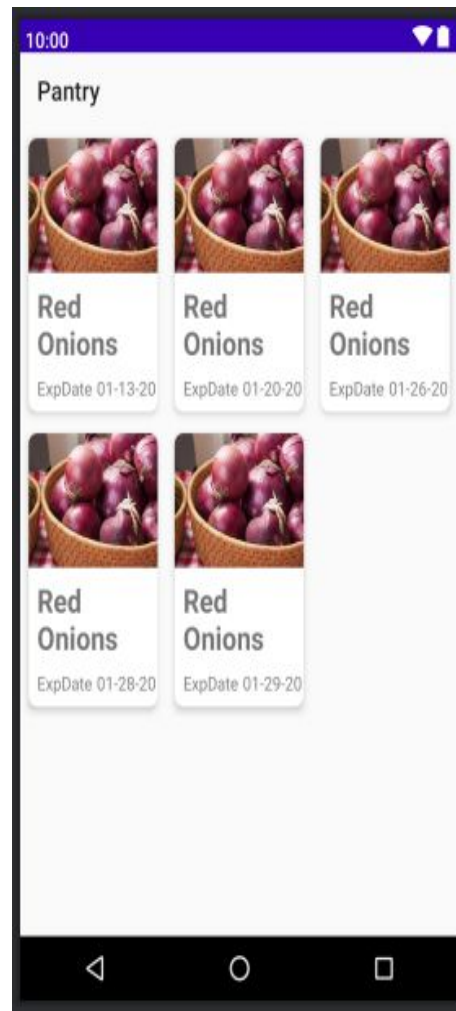 10:00
Pantry
Red
Onions
ExpDate 01-13-20
Red
Onions
ExpDate 01-20-20
Red
Onions
ExpDate 01-26-20
Red
Onions
ExpDate 01-28-20
Red
Onions
ExpDate 01-29-20